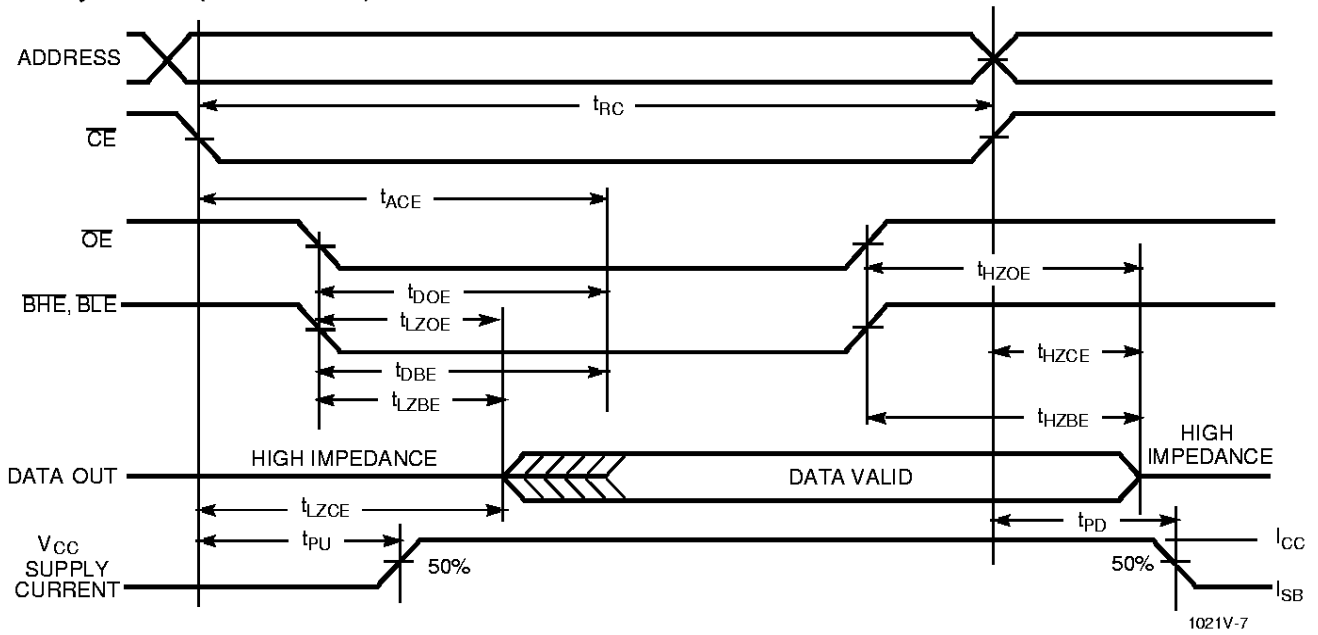 ADDRESS
tRC
CE
tACE
OE
tHZOE
tDOE
BHE, BLE
tLZOE
tHZCE
tDBE
tLZBE
tHZBE
HIGH IMPEDANCE
HIGH
IMPEDANCE
DATA OUT
DATA VALID
tLZCE
tPD
tPU
VCC
SUPPLY
CURRENT
50%
50%
ICC
ISB
1021V-7